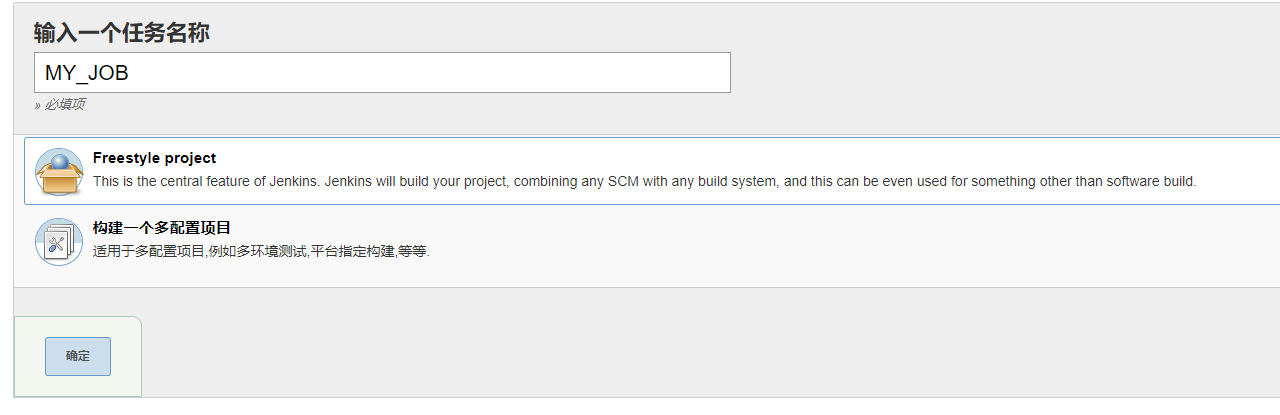 输入一个任务名称
MY_JOB
» 必填项
Freestyle project
This is the central feature of Jenkins. Jenkins will build your project, combining any SCM with any build system, and this can be even used for something other than software build.
构建一个多配置项目
适用于多配置项目,例如多环境测试,平台指定构建,等等.
确定